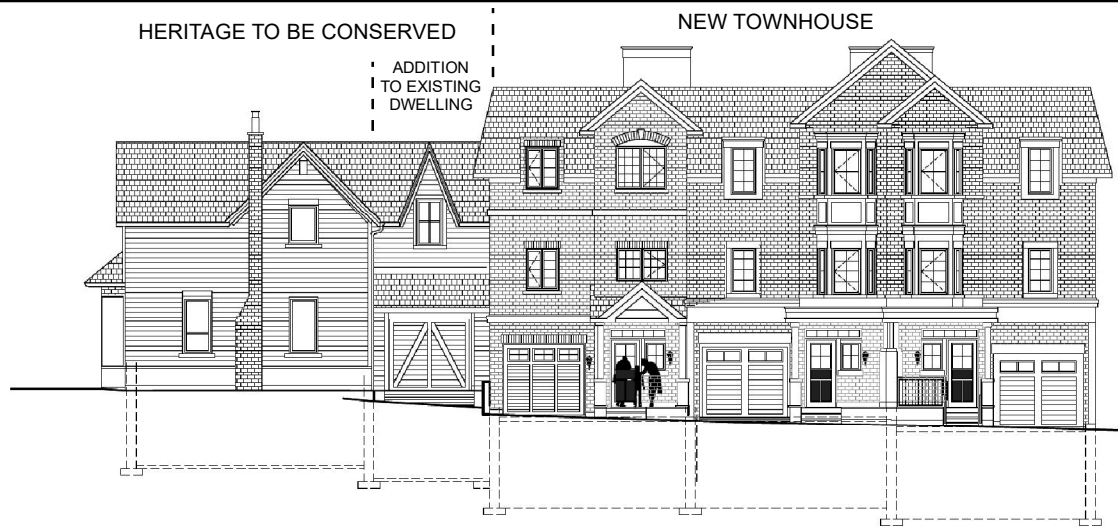 HERITAGE TO BE CONSERVED
ADDITION
TO EXISTING
DWELLING
NEW TOWNHOUSE